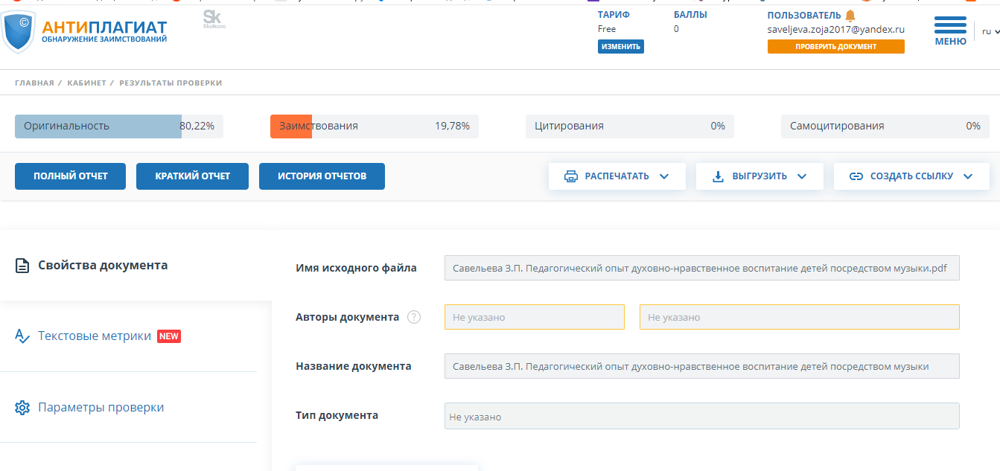 Sk
Skolkovo
©
АНТИПЛАГИАТ
ОБНАРУЖЕНИЕ ЗАИМСТВОВАНИЙ
ТАРИФ
Free
ИЗМЕНИТЬ
БАЛЛЫ
0
ПОЛЬЗОВАТЕЛЬ
saveljeva.zoja2017@yandex.ru
ПРОВЕРИТЬ ДОКУМЕНТ
МЕНЮ
ru
ГЛАВНАЯ / КАБИНЕТ / РЕЗУЛЬТАТЫ ПРОВЕРКИ
Оригинальность 80,22%
Заимствования 19,78%
Цитирования 0%
Самоцитирования 0%
ПОЛНЫЙ ОТЧЕТ
КРАТКИЙ ОТЧЕТ
ИСТОРИЯ ОТЧЕТОВ
РАСПЕЧАТАТЬ
ВЫГРУЗИТЬ
СОЗДАТЬ ССЫЛКУ
Свойства документа
Текстовые метрики NEW
Параметры проверки
Имя исходного файла
Савельева З.П. Педагогический опыт духовно-нравственное воспитание детей посредством музыки.pdf
Авторы документа ?
Не указано
Не указано
Название документа
Савельева З.П. Педагогический опыт духовно-нравственное воспитание детей посредством музыки
Тип документа
Не указано